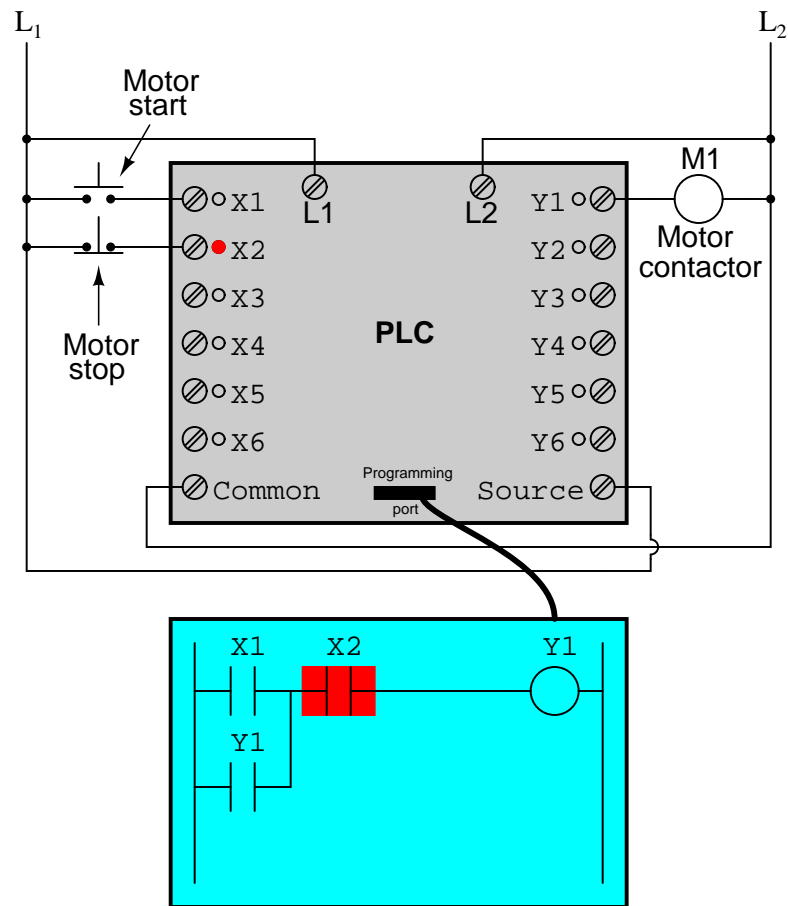 L1 L2
Motor
start
M1
X1 L1 L2 Y1
Motor
contactor
X2 Y2
X3 Y3
Motor
stop
X4 PLC Y4
X5 Y5
X6 Y6
Common Programming
port Source
X1 X2 Y1
Y1